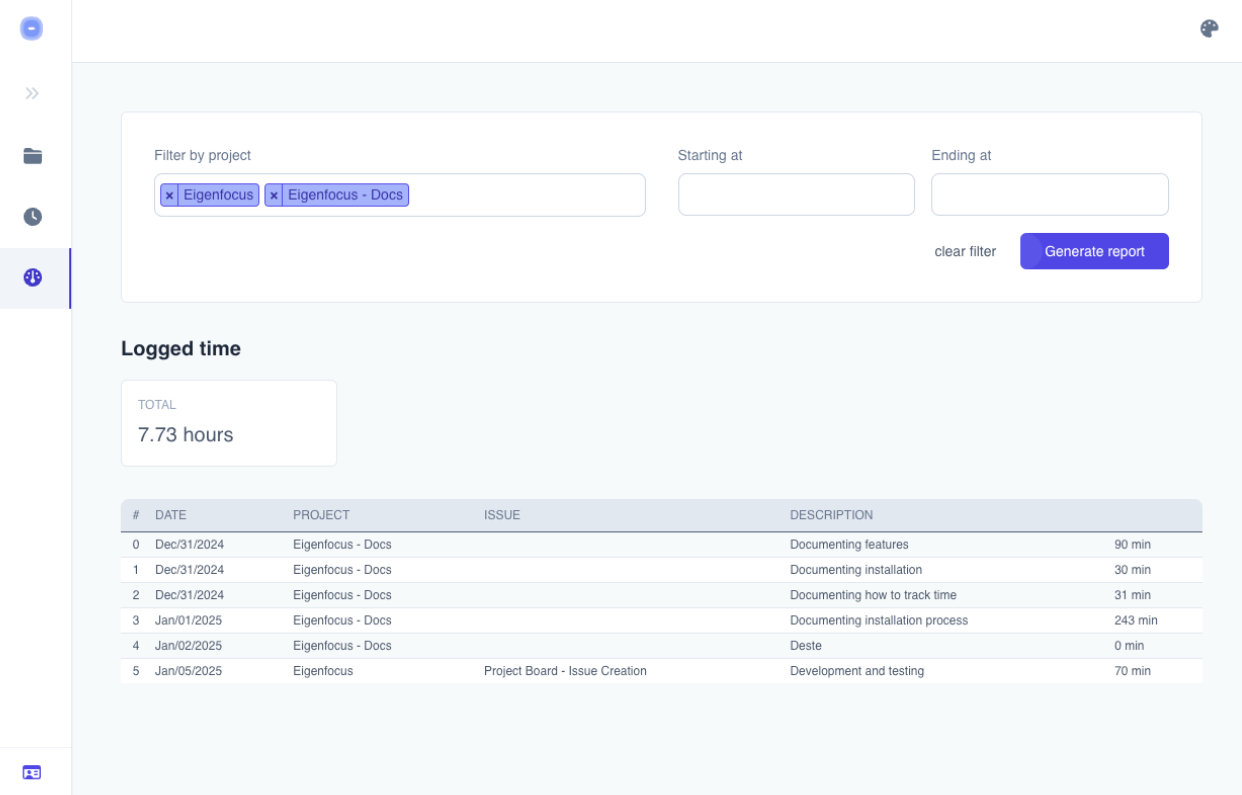 Filter by project
Starting at
Ending at
× Eigenfocus × Eigenfocus - Docs
clear filter
Generate report
Logged time
TOTAL
7.73 hours
# DATE PROJECT ISSUE DESCRIPTION
0 Dec/31/2024 Eigenfocus - Docs Documenting features 90 min
1 Dec/31/2024 Eigenfocus - Docs Documenting installation 30 min
2 Dec/31/2024 Eigenfocus - Docs Documenting how to track time 31 min
3 Jan/01/2025 Eigenfocus - Docs Documenting installation process 243 min
4 Jan/02/2025 Eigenfocus - Docs Deste 0 min
5 Jan/05/2025 Eigenfocus Project Board - Issue Creation Development and testing 70 min